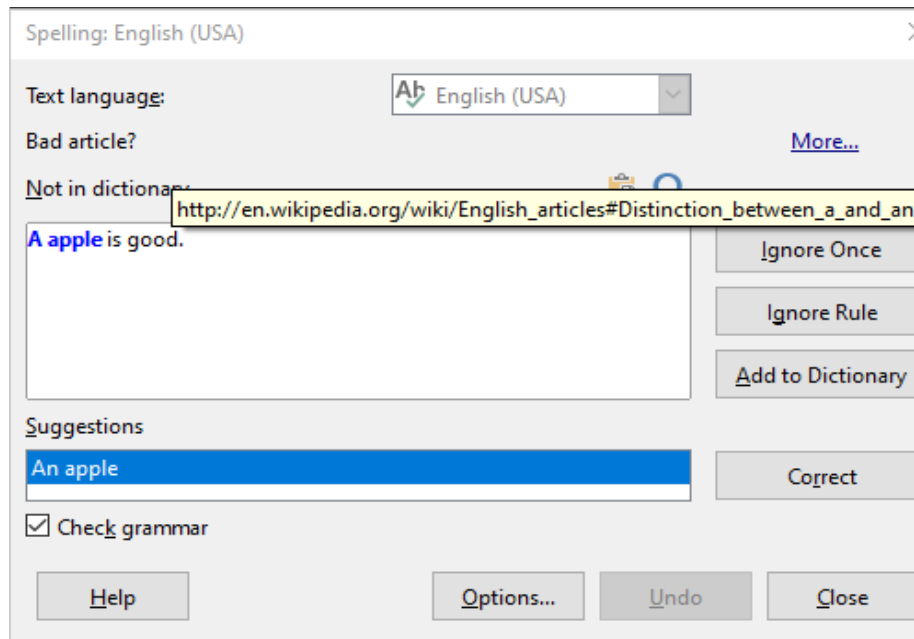 Spelling: English (USA)
Text language:
English (USA)
Bad article?
More...
Not in dictionary
http://en.wikipedia.org/wiki/English_articles#Distinction_between_a_and_an
A apple is good.
Ignore Once
Ignore Rule
Add to Dictionary
Suggestions
An apple
Correct
Check grammar
Help
Options...
Undo
Close